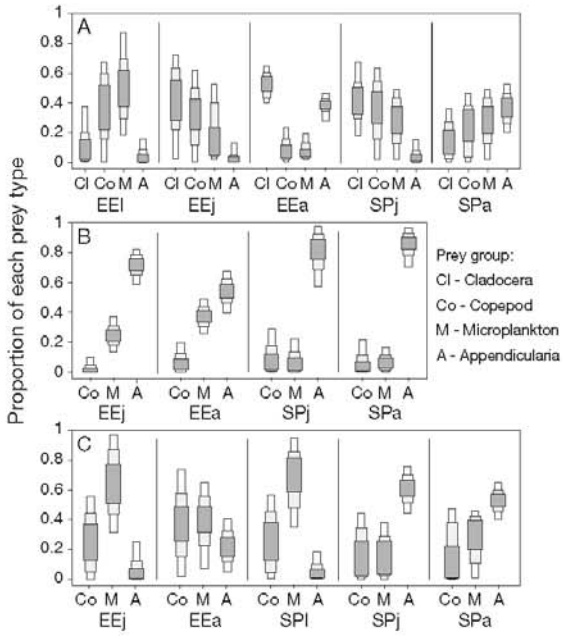 Proportion of each prey type
A
1
0.8
0.6
0.4
0.2
0
Cl Co M A Cl Co M A Cl Co M A Cl Co M A Cl Co M A
EEl EEj EEa SPj SPa
B
1
0.8
0.6
0.4
0.2
0
Co M A Co M A Co M A Co M A
EEj EEa SPj SPa
Prey group:
Cl - Cladocera
Co - Copepod
M - Microplankton
A - Appendicularia
C
1
0.8
0.6
0.4
0.2
0
Co M A Co M A Co M A Co M A Co M A
EEj EEa SPl SPj SPa